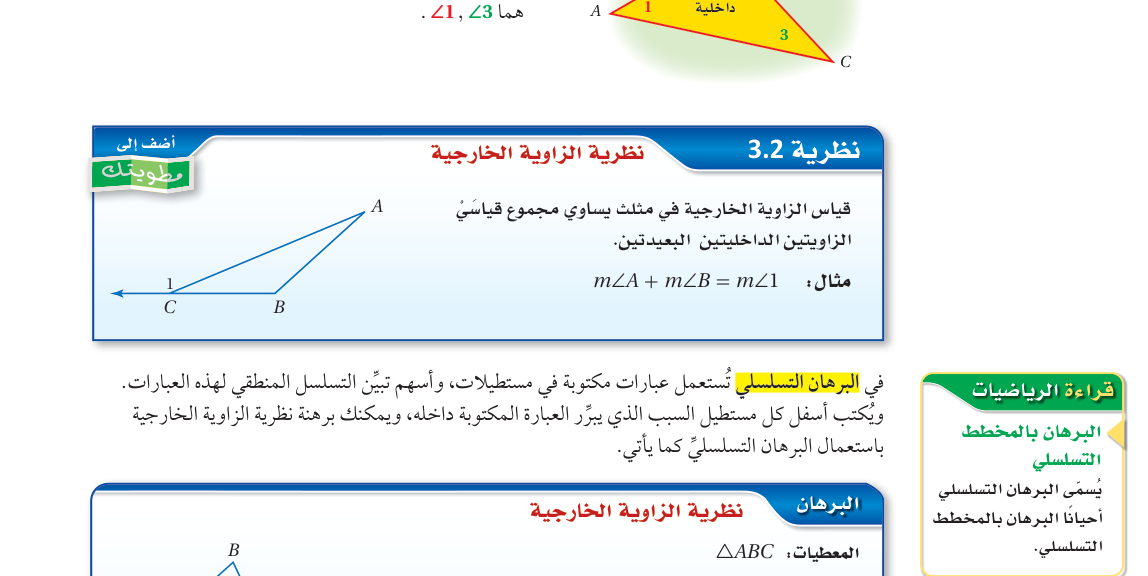 هما ∠1 , ∠3 .
A
1
داخلية
3
C
نظرية 3.2
نظرية الزاوية الخارجية
أضف إلى
مطويتك
قياس الزاوية الخارجية في مثلث يساوي مجموع قياسَيْ
الزاويتين الداخليتين البعيدتين.
مثال: m∠A + m∠B = m∠1
A
1
C
B
في البرهان التسلسلي تُستعمل عبارات مكتوبة في مستطيلات، وأسهم تبيِّن التسلسل المنطقي لهذه العبارات.
ويُكتب أسفل كل مستطيل السبب الذي يبرِّر العبارة المكتوبة داخله، ويمكنك برهنة نظرية الزاوية الخارجية
باستعمال البرهان التسلسليِّ كما يأتي.
قراءة الرياضيات
البرهان بالمخطط
التسلسلي
يُسمّى البرهان التسلسلي
أحيانًا البرهان بالمخطط
التسلسلي.
البرهان
نظرية الزاوية الخارجية
المعطيات: △ABC
B